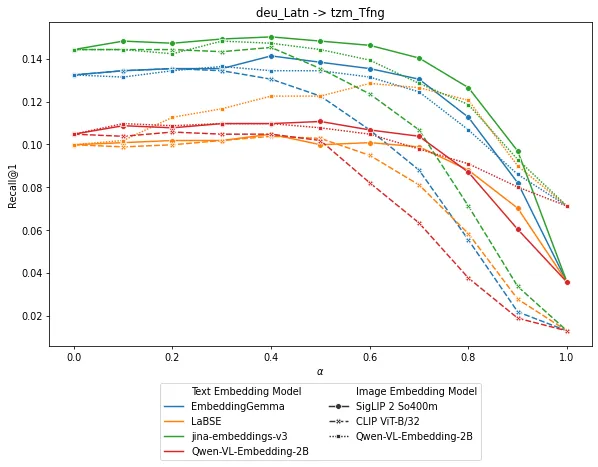 deu_Latn -> tzm_Tfng
Recall@1
0.14
0.12
0.10
0.08
0.06
0.04
0.02
0.0 0.2 0.4 0.6 0.8 1.0
α
Text Embedding Model Image Embedding Model
EmbeddingGemma SigLIP 2 So400m
LaBSE CLIP ViT-B/32
jina-embeddings-v3 Qwen-VL-Embedding-2B
Qwen-VL-Embedding-2B